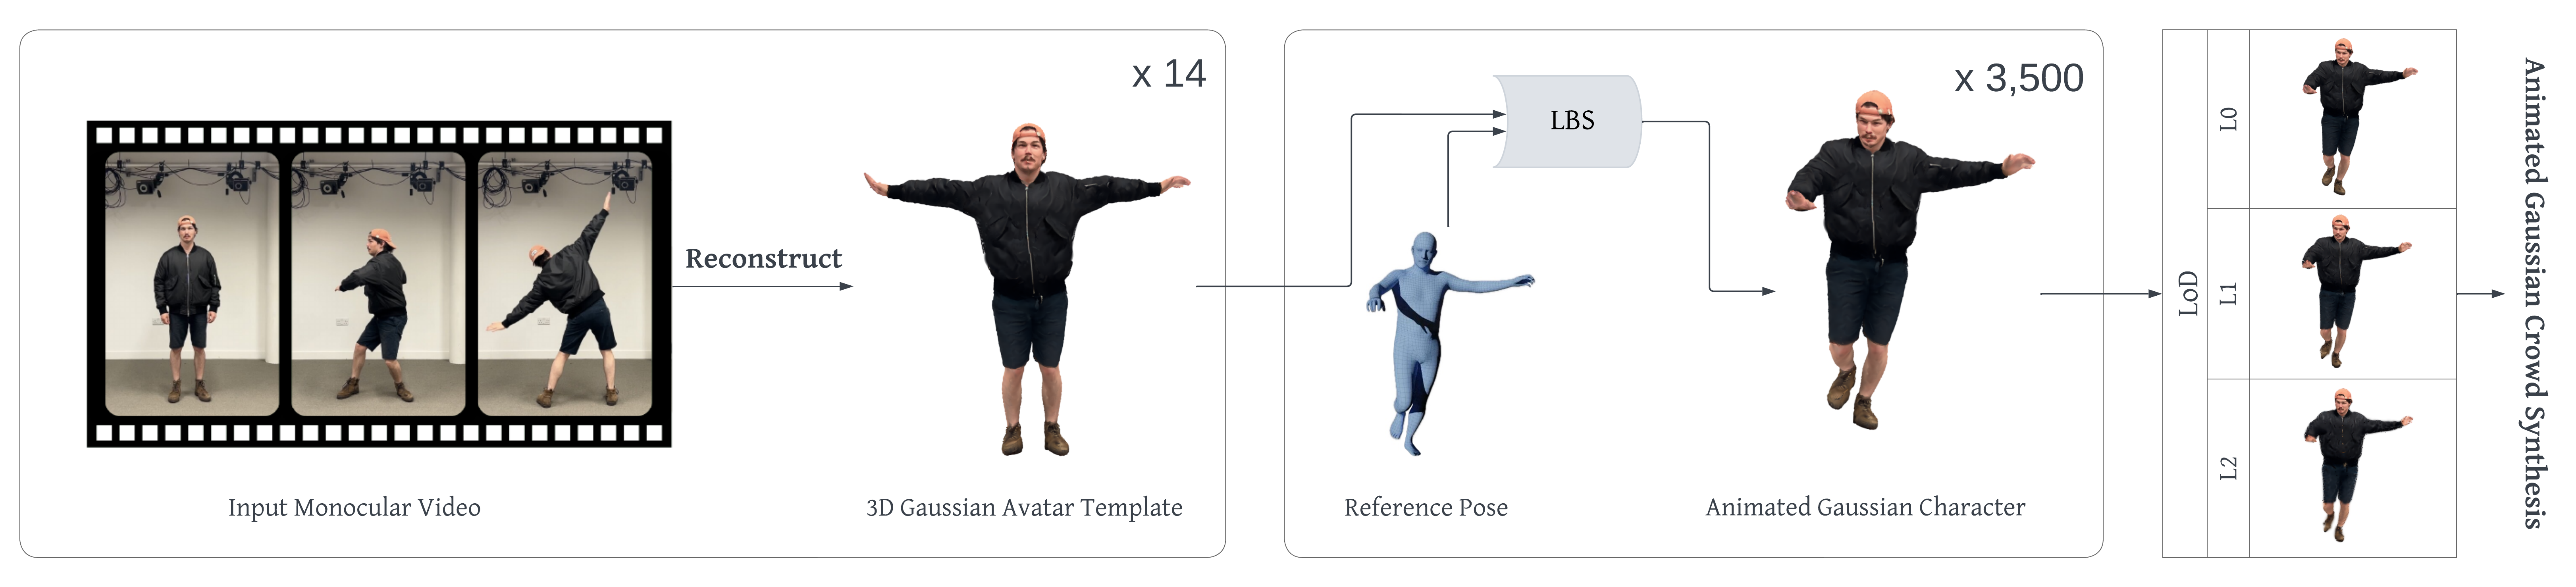 x 14
Reconstruct
Input Monocular Video
3D Gaussian Avatar Template
x 3,500
LBS
Reference Pose
Animated Gaussian Character
LoD
L0
L1
L2
Animated Gaussian Crowd Synthesis